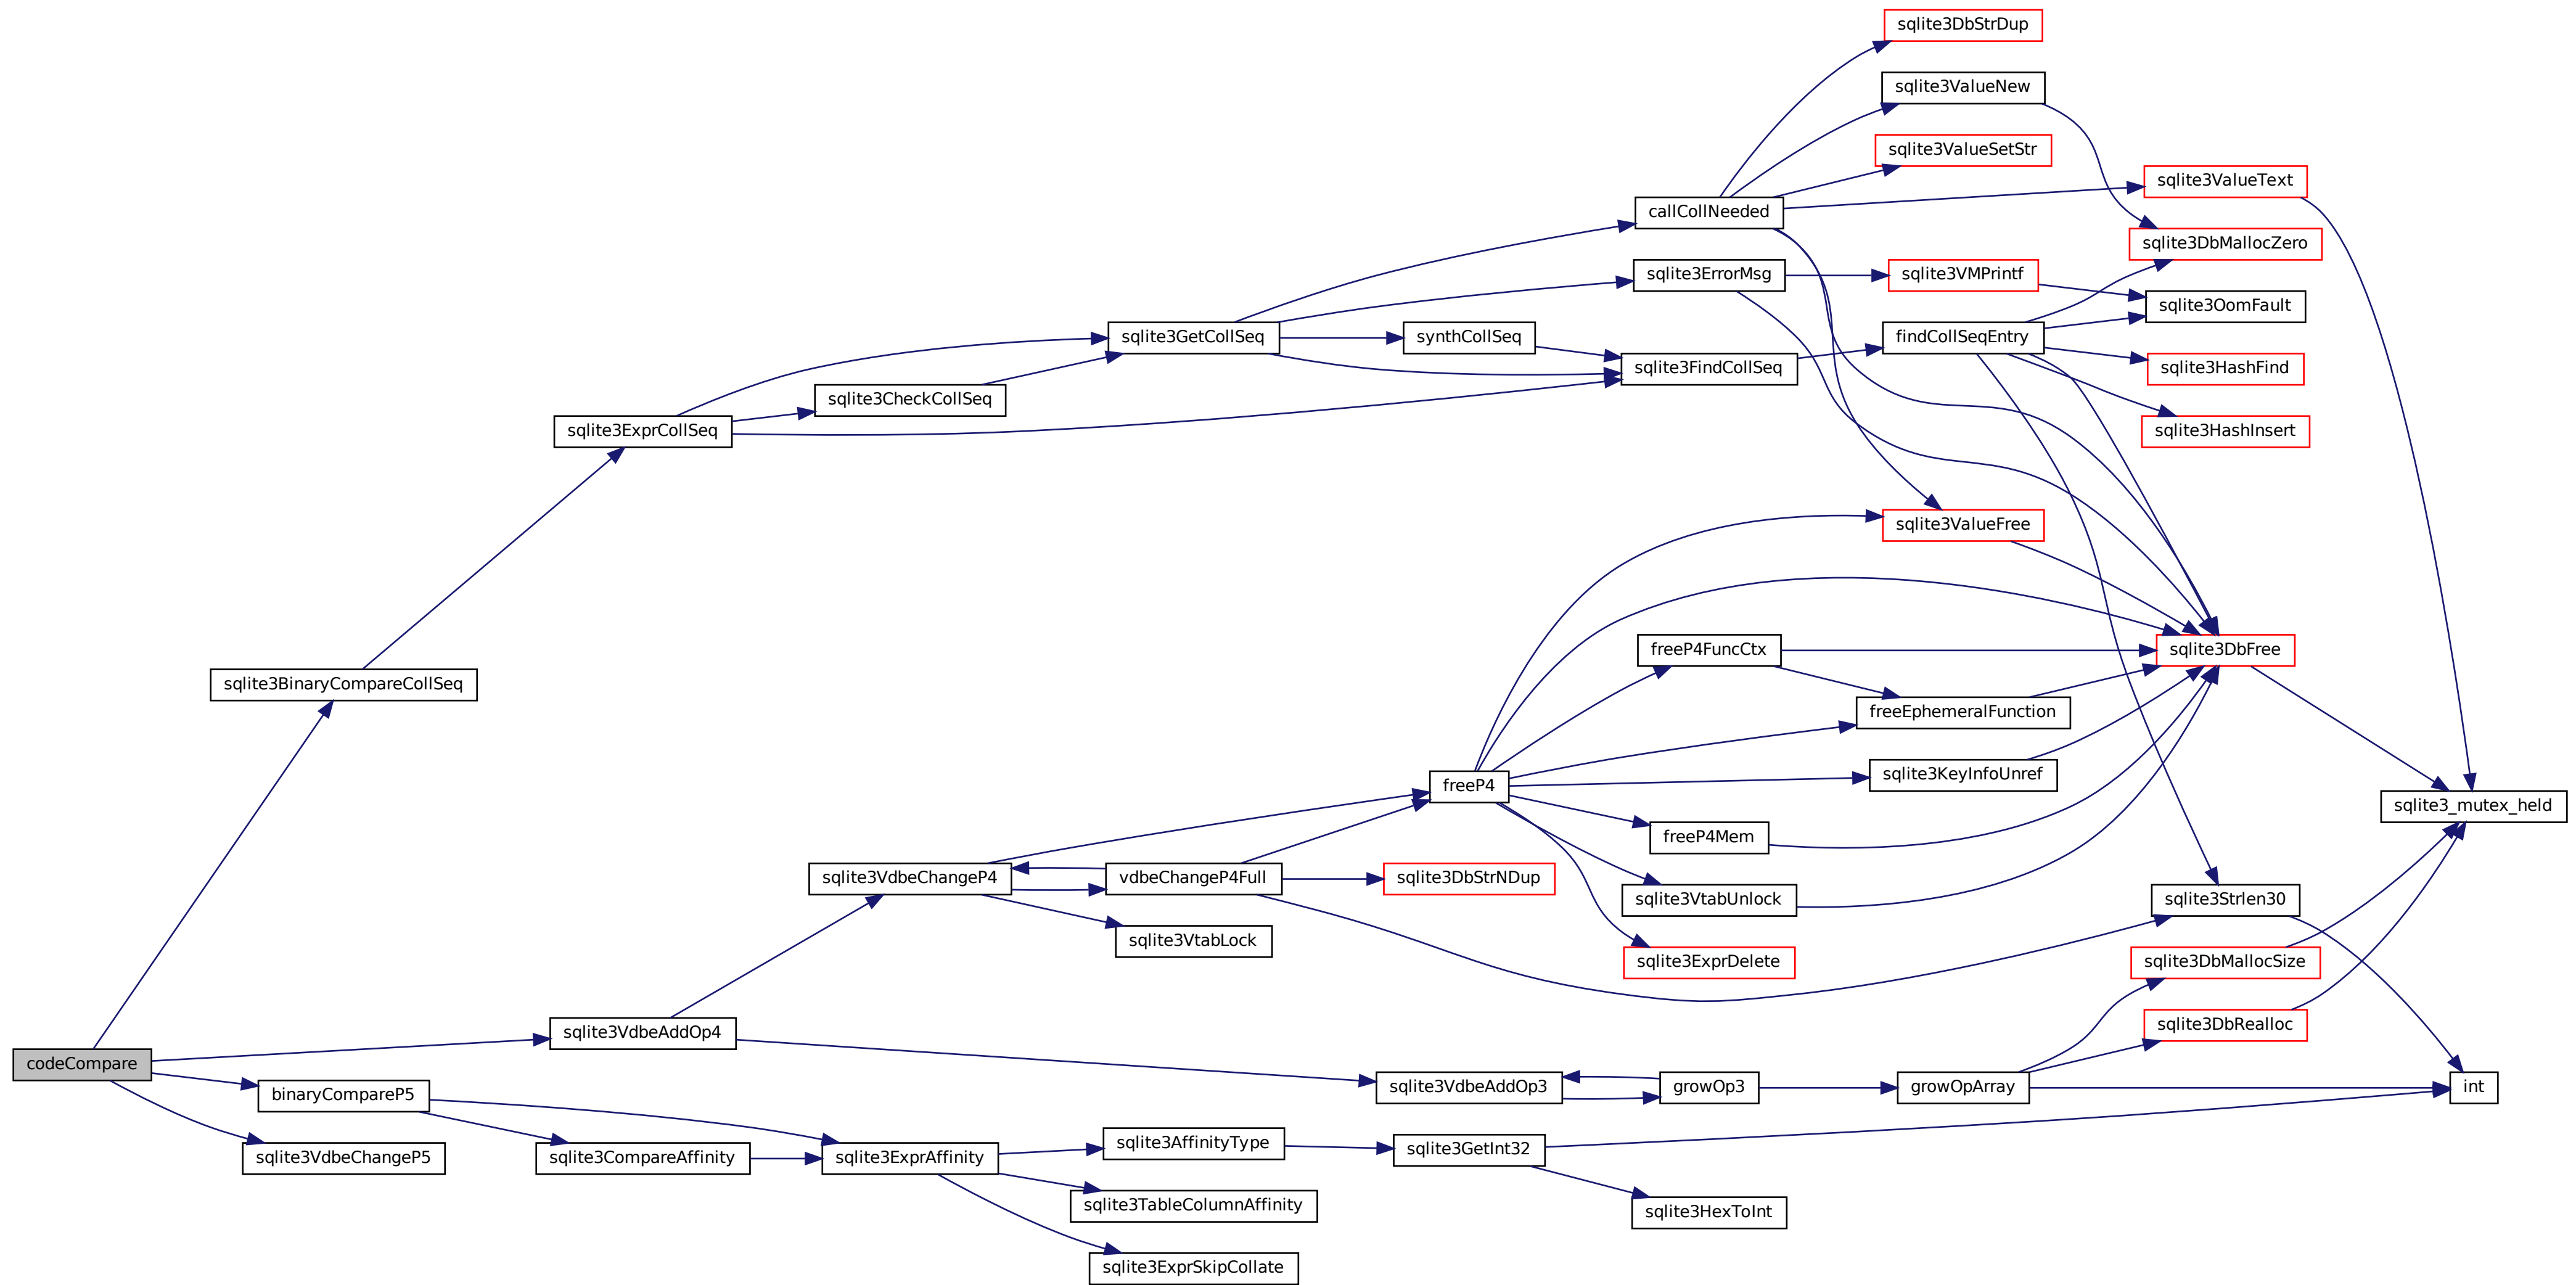 sqlite3DbStrDup
sqlite3ValueNew
sqlite3ValueSetStr
sqlite3ValueText
callCollNeeded
sqlite3DbMallocZero
sqlite3ErrorMsg
sqlite3VMPrintf
sqlite3OomFault
sqlite3GetCollSeq
synthCollSeq
findCollSeqEntry
sqlite3FindCollSeq
sqlite3HashFind
sqlite3CheckCollSeq
sqlite3ExprCollSeq
sqlite3HashInsert
sqlite3ValueFree
freeP4FuncCtx
sqlite3DbFree
sqlite3BinaryCompareCollSeq
freeEphemeralFunction
sqlite3KeyInfoUnref
freeP4
sqlite3_mutex_held
freeP4Mem
sqlite3VdbeChangeP4
vdbeChangeP4Full
sqlite3DbStrNDup
sqlite3VtabUnlock
sqlite3Strlen30
sqlite3VtabLock
sqlite3ExprDelete
sqlite3DbMallocSize
sqlite3VdbeAddOp4
sqlite3DbRealloc
codeCompare
sqlite3VdbeAddOp3
growOp3
growOpArray
int
binaryCompareP5
sqlite3VdbeChangeP5
sqlite3CompareAffinity
sqlite3ExprAffinity
sqlite3AffinityType
sqlite3GetInt32
sqlite3TableColumnAffinity
sqlite3HexToInt
sqlite3ExprSkipCollate